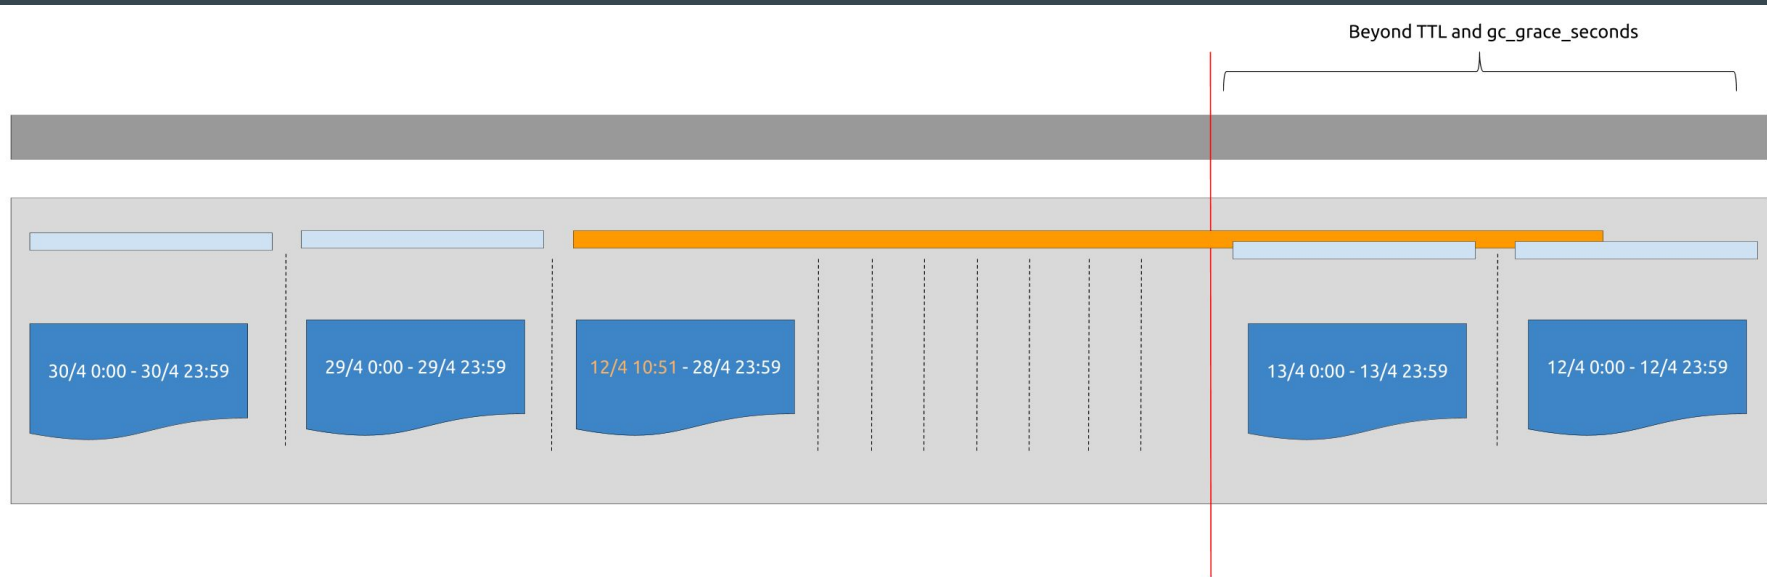 Beyond TTL and gc_grace_seconds
30/4 0:00 - 30/4 23:59
29/4 0:00 - 29/4 23:59
12/4 10:51 - 28/4 23:59
13/4 0:00 - 13/4 23:59
12/4 0:00 - 12/4 23:59